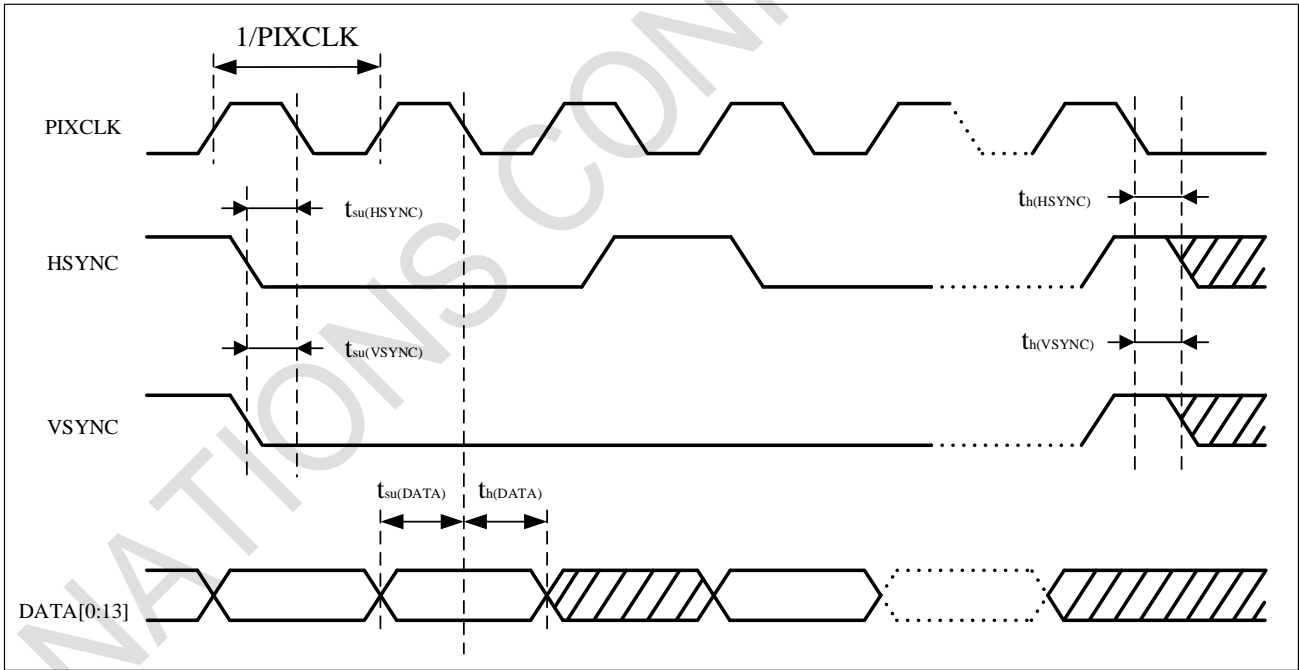 1/PIXCLK
PIXCLK
tsu(HSYNC)
th(HSYNC)
HSYNC
tsu(VSYNC)
th(VSYNC)
VSYNC
tsu(DATA) th(DATA)
DATA[0:13]
NATIONS CONF